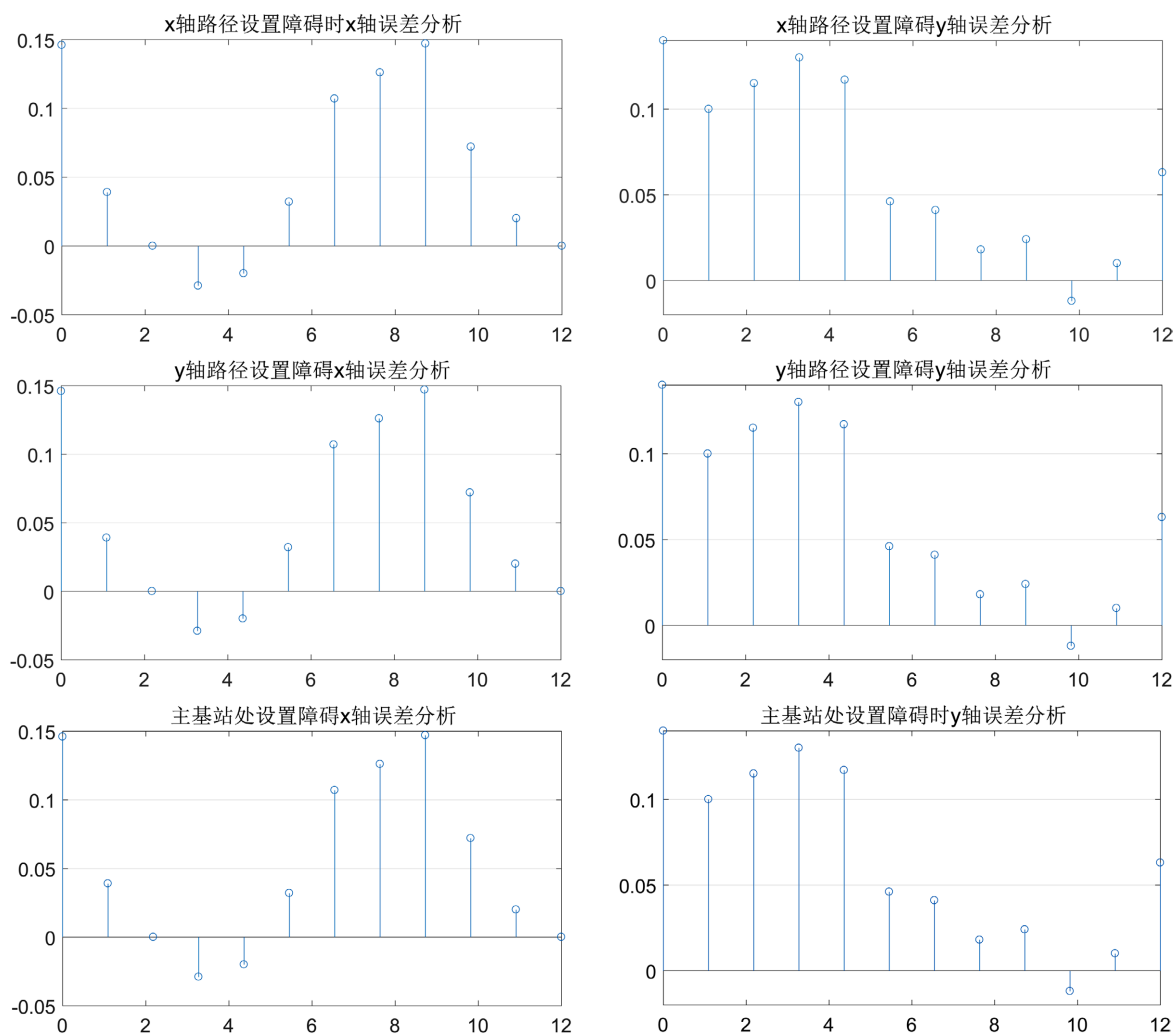 x轴路径设置障碍时x轴误差分析
0.15
0.1
0.05
0
-0.05
0 2 4 6 8 10 12
x轴路径设置障碍y轴误差分析
0.1
0.05
0
0 2 4 6 8 10 12
y轴路径设置障碍x轴误差分析
0.15
0.1
0.05
0
-0.05
0 2 4 6 8 10 12
y轴路径设置障碍y轴误差分析
0.1
0.05
0
0 2 4 6 8 10 12
主基站处设置障碍x轴误差分析
0.15
0.1
0.05
0
-0.05
0 2 4 6 8 10 12
主基站处设置障碍时y轴误差分析
0.1
0.05
0
0 2 4 6 8 10 12